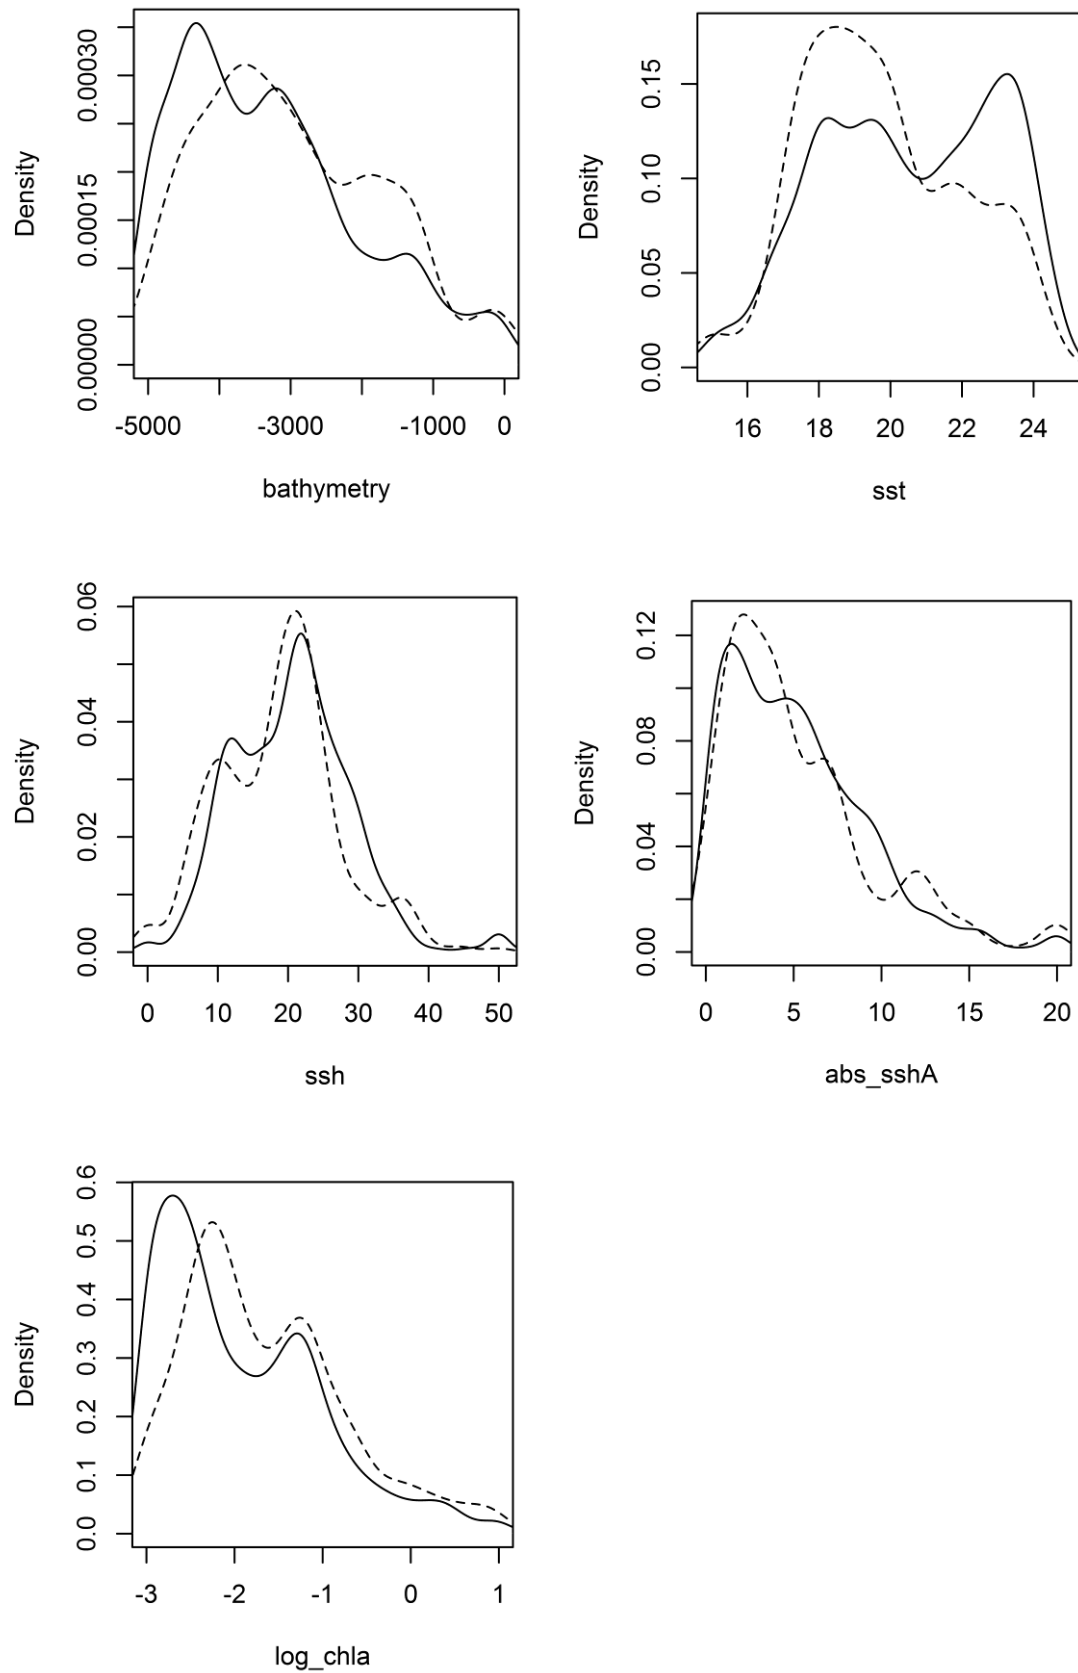 Density
0.00000 0.00015 0.00030
-5000 -3000 -1000 0
bathymetry
Density
0.00 0.05 0.10 0.15
16 18 20 22 24
sst
Density
0.00 0.02 0.04 0.06
0 10 20 30 40 50
ssh
Density
0.00 0.04 0.08 0.12
0 5 10 15 20
abs_sshA
Density
0.0 0.1 0.2 0.3 0.4 0.5 0.6
-3 -2 -1 0 1
log_chla